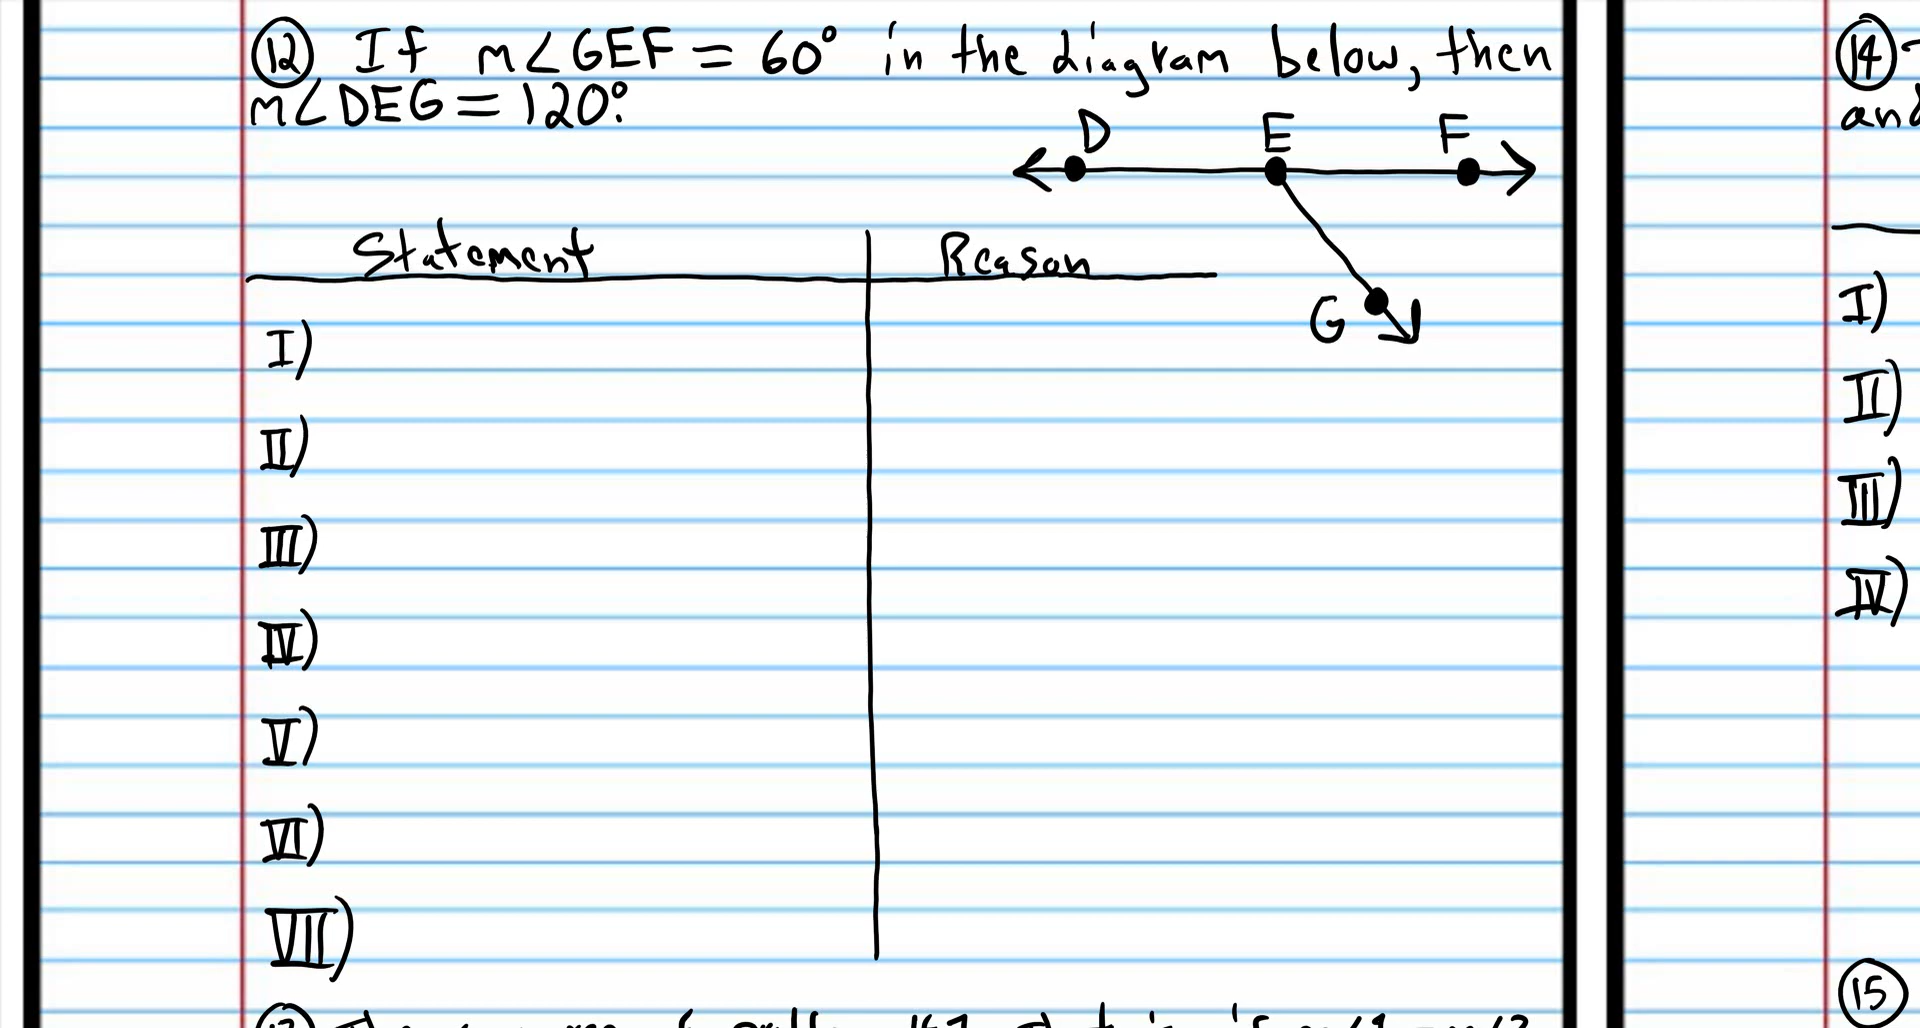 ⑫ If m∠GEF = 60° in the diagram below, then
m∠DEG = 120°.
D E F
G
Statement Reason
I)
II)
III)
IV)
V)
VI)
VII)
⑭
and
I)
II)
III)
IV)
⑮